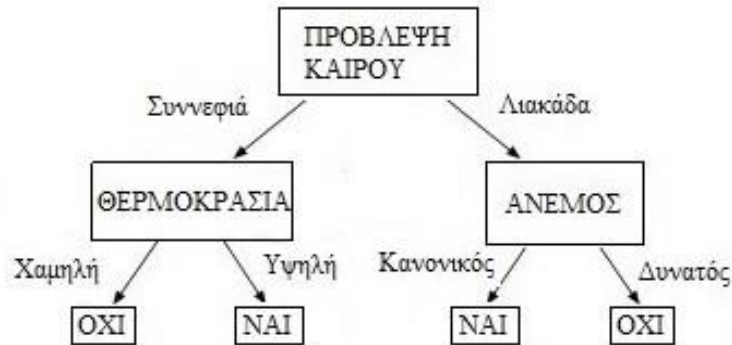 ΠΡΟΒΛΕΨΗ
ΚΑΙΡΟΥ
Συννεφιά
Λιακάδα
ΘΕΡΜΟΚΡΑΣΙΑ
ΑΝΕΜΟΣ
Χαμηλή
Υψηλή
Κανονικός
Δυνατός
ΟΧΙ
ΝΑΙ
ΝΑΙ
ΟΧΙ